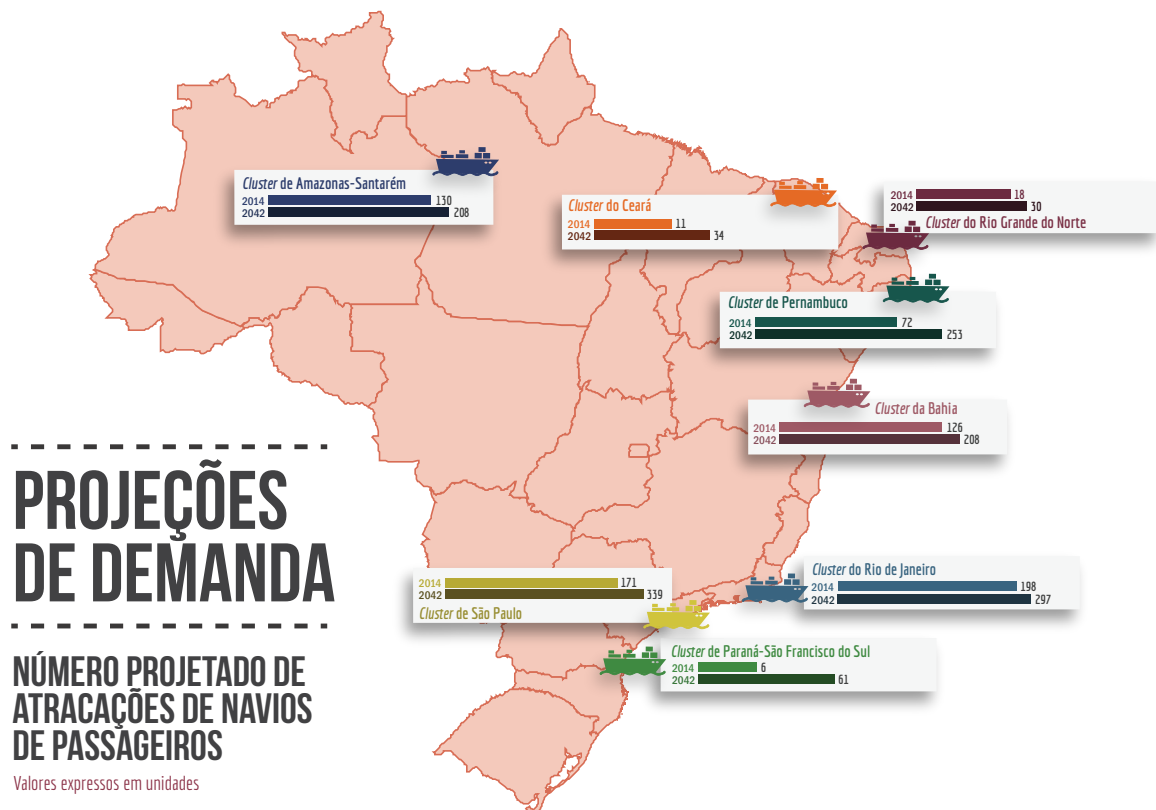 Cluster de Amazonas-Santarém
2014 130
2042 208
Cluster do Ceará
2014 11
2042 34
2014 18
2042 30
Cluster do Rio Grande do Norte
Cluster de Pernambuco
2014 72
2042 253
Cluster da Bahia
2014 126
2042 208
PROJEÇÕES
DE DEMANDA
2014 171
2042 339
Cluster de São Paulo
Cluster do Rio de Janeiro
2014 198
2042 297
Cluster de Paraná-São Francisco do Sul
2014 6
2042 61
NÚMERO PROJETADO DE
ATRACAÇÕES DE NAVIOS
DE PASSAGEIROS
Valores expressos em unidades